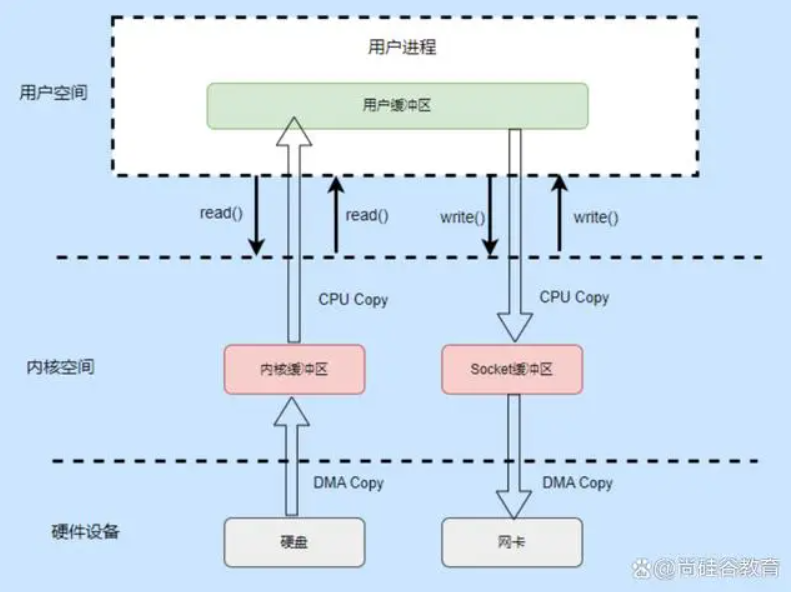 用户进程
用户空间
用户缓冲区
read()
read()
write()
write()
CPU Copy
CPU Copy
内核空间
内核缓冲区
Socket缓冲区
DMA Copy
DMA Copy
硬件设备
硬盘
网卡
@尚硅谷教育